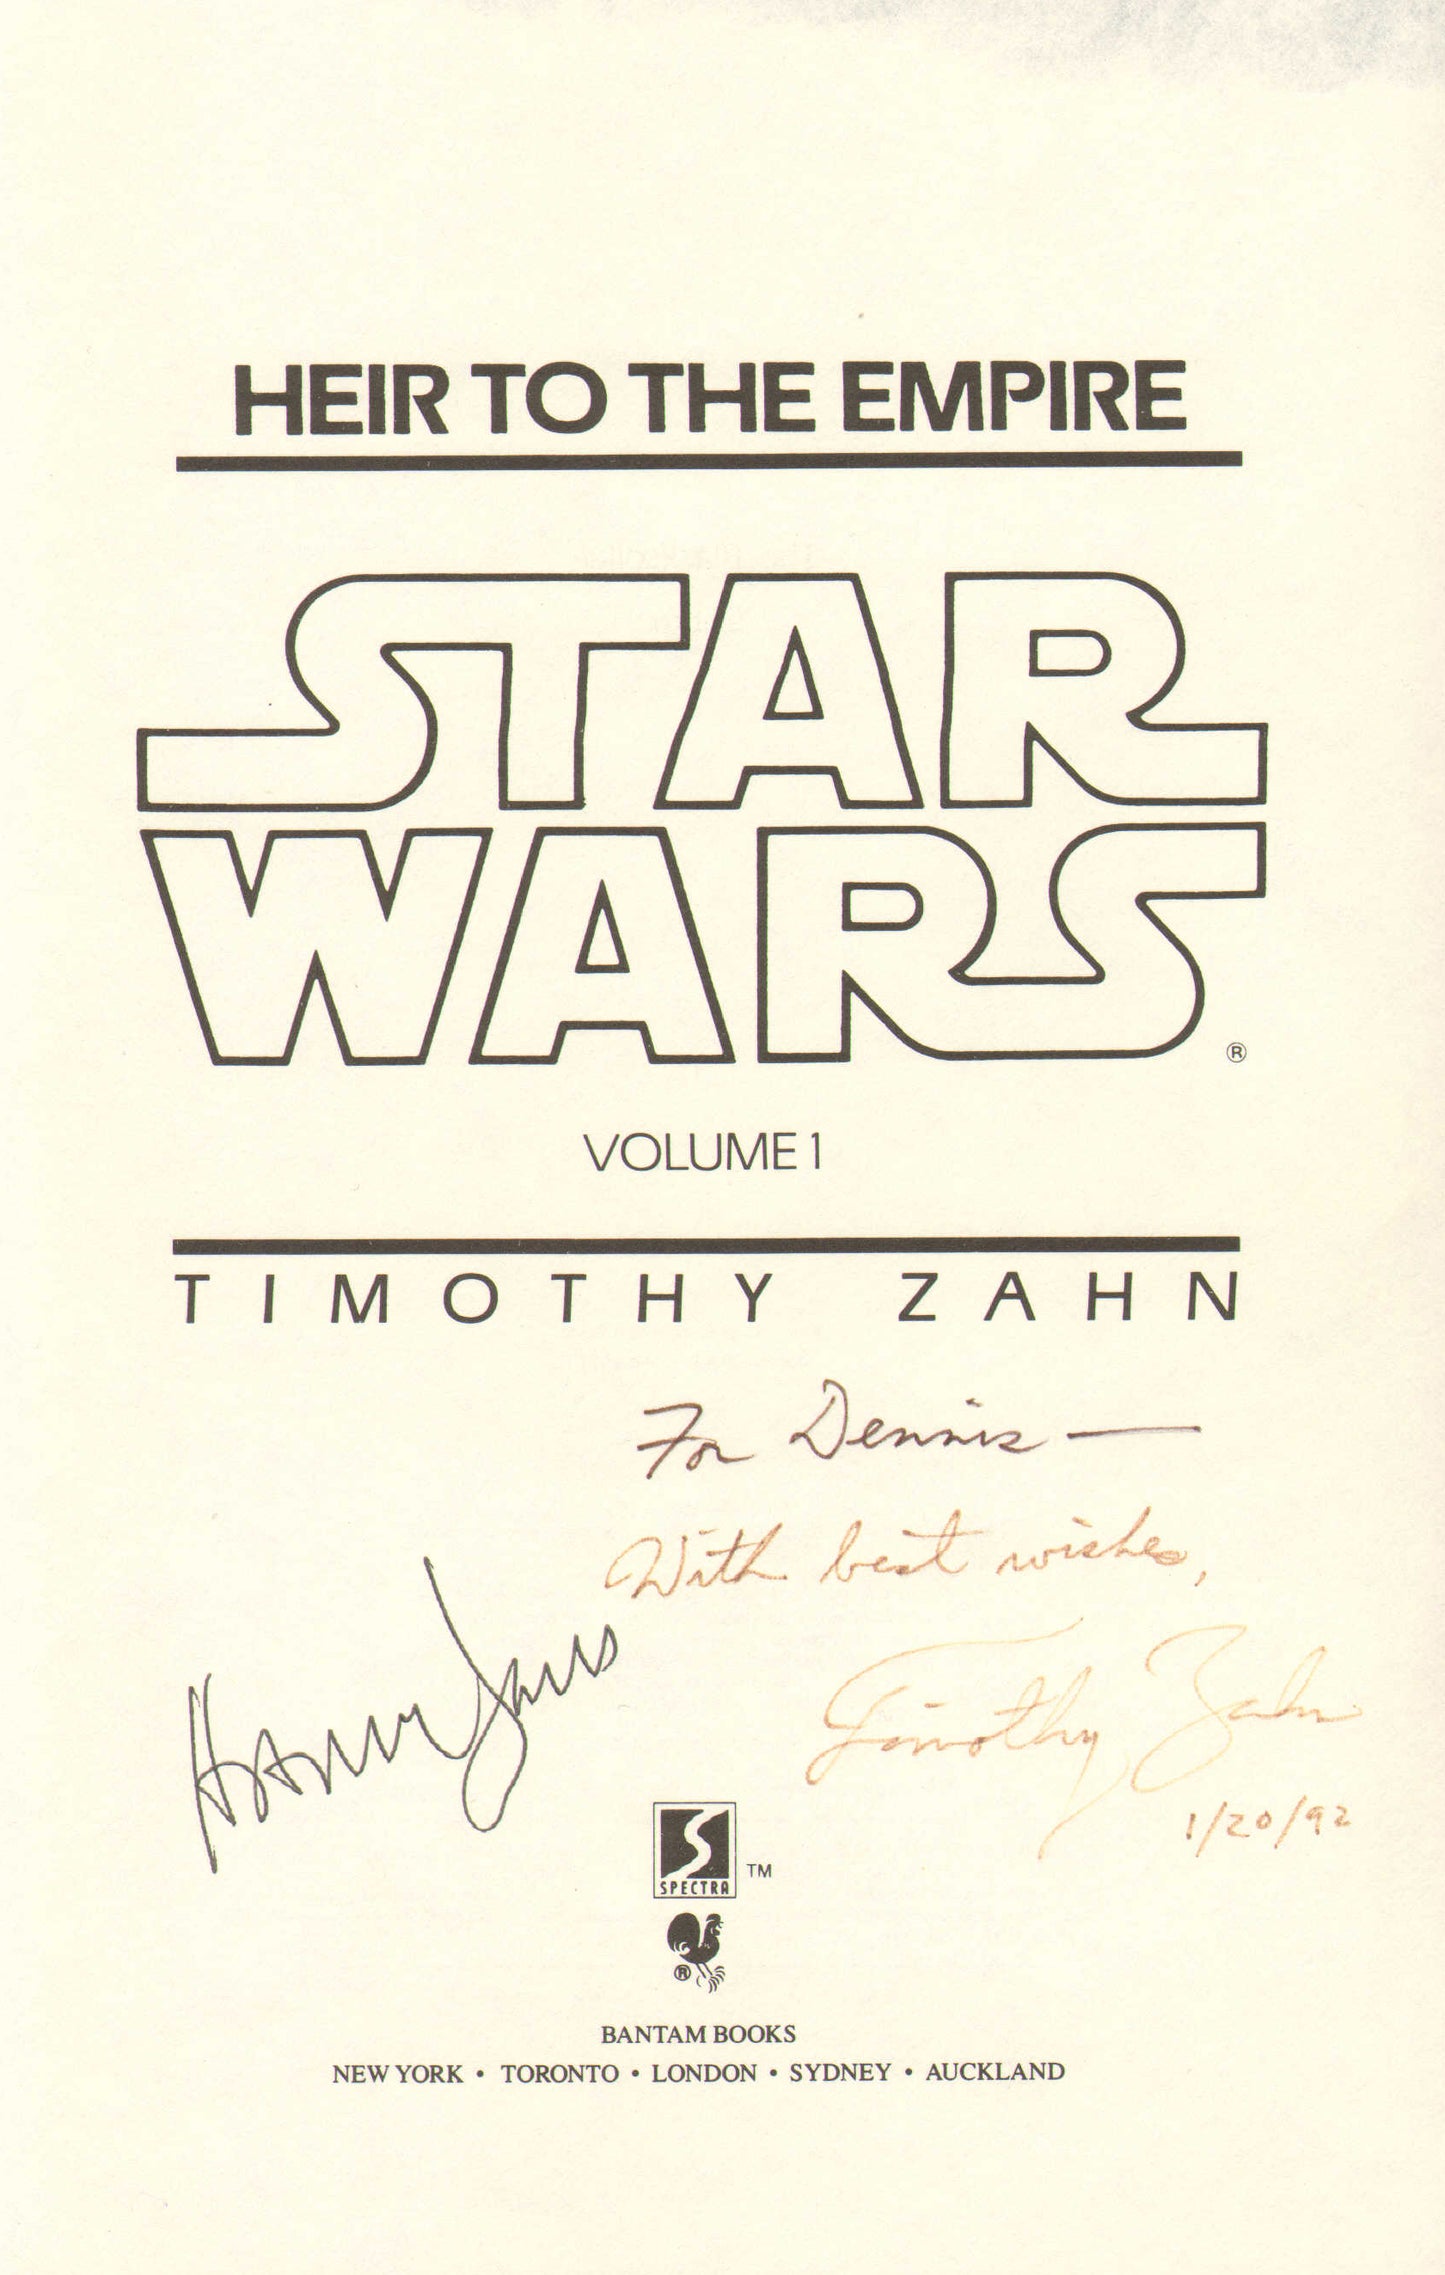 HEIR TO THE EMPIRE
STAR
WARS
®
VOLUME 1
TIMOTHY ZAHN
For Dennis —
With best wishes,
Timothy Zahn
1/20/92
SPECTRA ™
®
BANTAM BOOKS
NEW YORK • TORONTO • LONDON • SYDNEY • AUCKLAND